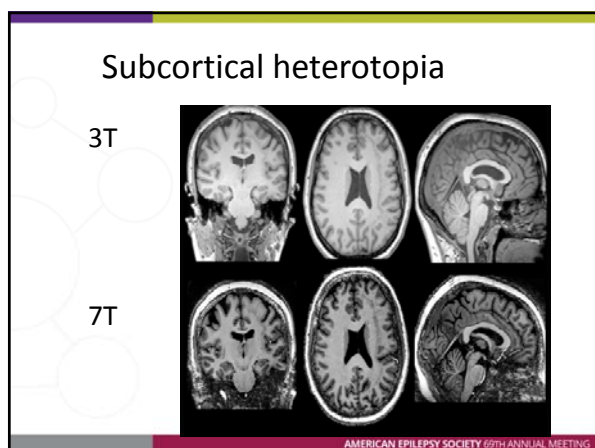 Subcortical heterotopia
3T
7T
AMERICAN EPILEPSY SOCIETY 69TH ANNUAL MEETING